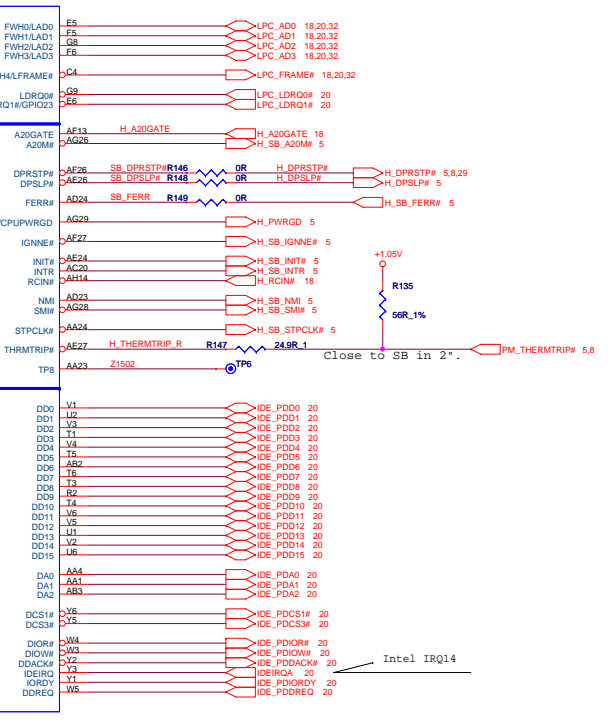 FWH0/LAD0 E5 LPC_AD0 18,20,32
FWH1/LAD1 F5 LPC_AD1 18,20,32
FWH2/LAD2 G8 LPC_AD2 18,20,32
FWH3/LAD3 F6 LPC_AD3 18,20,32
H4/LFRAME# C4 LPC_FRAME# 18,20,32
LDRQ0# G9 LPC_LDRQ0# 20
RQ1#/GPIO23 E6 LPC_LDRQ1# 20
A20GATE AF13 H_A20GATE H_A20GATE 18
A20M# AG26 H_SB_A20M# 5
DPRSTP# AF26 SB_DPRSTP# R146 0R H_DPRSTP# H_DPRSTP# 5,8,29
DPSLP# AE26 SB_DPSLP# R148 0R H_DPSLP# H_DPSLP# 5
FERR# AD24 SB_FERR R149 0R H_SB_FERR# 5
/CPUPWRGD AG29 H_PWRGD 5
IGNNE# AF27 H_SB_IGNNE# 5
+1.05V
INIT# AE24 H_SB_INIT# 5
INTR AC20 H_SB_INTR 5
RCIN# AH14 H_RCIN# 18
R135
NMI AD23 H_SB_NMI 5
SMI# AG28 H_SB_SMI# 5
56R_1%
STPCLK# AA24 H_SB_STPCLK# 5
THRMTRIP# AE27 H_THERMTRIP_R R147 24.9R_1 PM_THERMTRIP# 5,8
Close to SB in 2".
TP8 AA23 Z1502 TP6
DD0 V1 IDE_PDD0 20
DD1 U2 IDE_PDD1 20
DD2 V3 IDE_PDD2 20
DD3 T1 IDE_PDD3 20
DD4 V4 IDE_PDD4 20
DD5 T5 IDE_PDD5 20
DD6 AB2 IDE_PDD6 20
DD7 T6 IDE_PDD7 20
DD8 T3 IDE_PDD8 20
DD9 R2 IDE_PDD9 20
DD10 T4 IDE_PDD10 20
DD11 V6 IDE_PDD11 20
DD12 V5 IDE_PDD12 20
DD13 U1 IDE_PDD13 20
DD14 V2 IDE_PDD14 20
DD15 U6 IDE_PDD15 20
DA0 AA4 IDE_PDA0 20
DA1 AA1 IDE_PDA1 20
DA2 AB3 IDE_PDA2 20
DCS1# Y6 IDE_PDCS1# 20
DCS3# Y5 IDE_PDCS3# 20
DIOR# W4 IDE_PDIOR# 20
DIOW# W3 IDE_PDIOW# 20
DDACK# Y2 IDE_PDDACK# 20 Intel IRQ14
IDEIRQ Y3 IDEIRQA 20
IORDY Y1 IDE_PDIORDY 20
DDREQ W5 IDE_PDDREQ 20